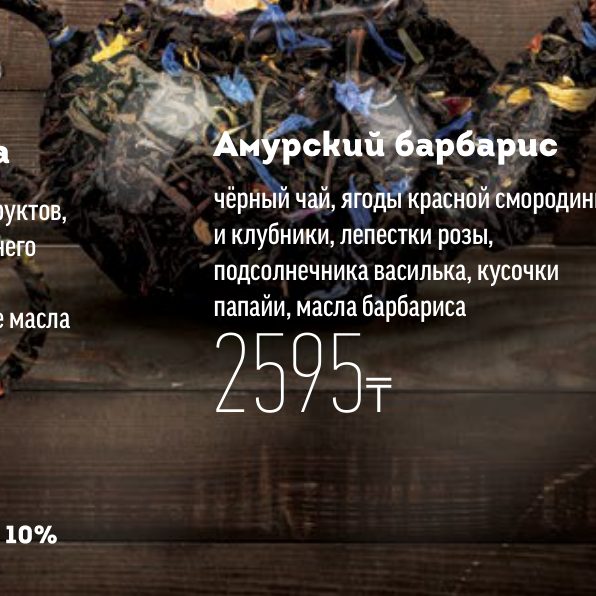 а
Амурский барбарис
руктов,
него
е масла
чёрный чай, ягоды красной смородин
и клубники, лепестки розы,
подсолнечника василька, кусочки
папайи, масла барбариса
2595₸
10%